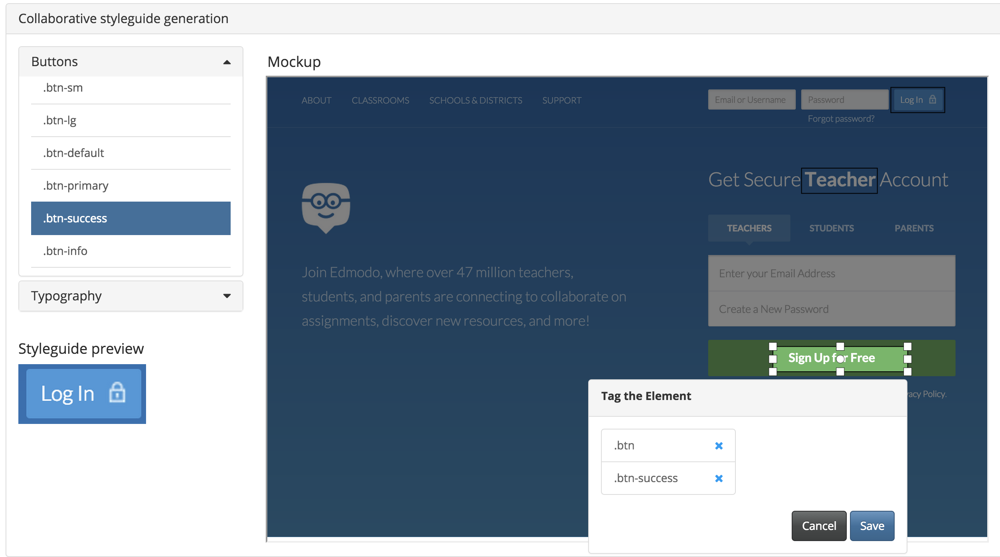 Collaborative styleguide generation
Buttons
.btn-sm
.btn-lg
.btn-default
.btn-primary
.btn-success
.btn-info
Typography
Styleguide preview
Log In
Mockup
ABOUT CLASSROOMS SCHOOLS & DISTRICTS SUPPORT
Email or Username Password Log In
Forgot password?
Get Secure Teacher Account
TEACHERS STUDENTS PARENTS
Enter your Email Address
Create a New Password
Join Edmodo, where over 47 million teachers,
students, and parents are connecting to collaborate on
assignments, discover new resources, and more!
Sign Up for Free
Policy.
Tag the Element
.btn
.btn-success
Cancel Save